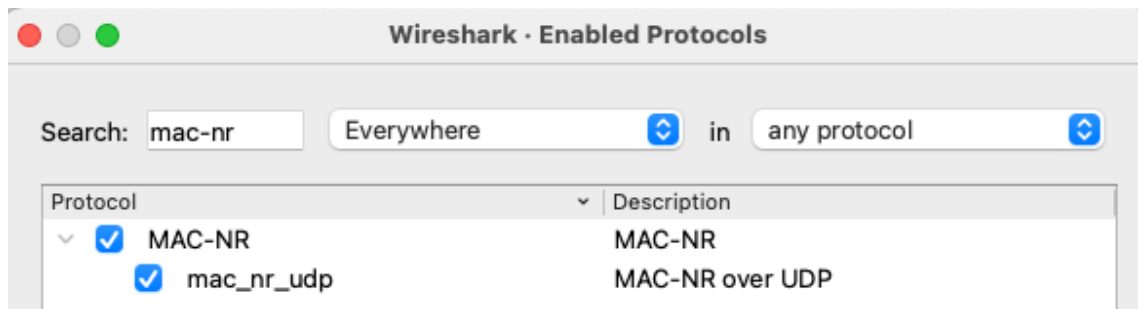 Wireshark · Enabled Protocols
Search: mac-nr Everywhere in any protocol
Protocol Description
MAC-NR MAC-NR
mac_nr_udp MAC-NR over UDP